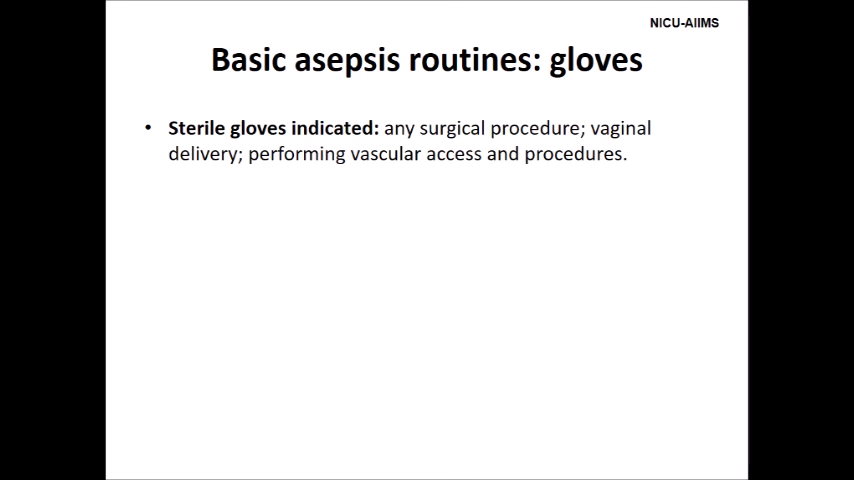 NICU-AIIMS
Basic asepsis routines: gloves
• Sterile gloves indicated: any surgical procedure; vaginal
delivery; performing vascular access and procedures.